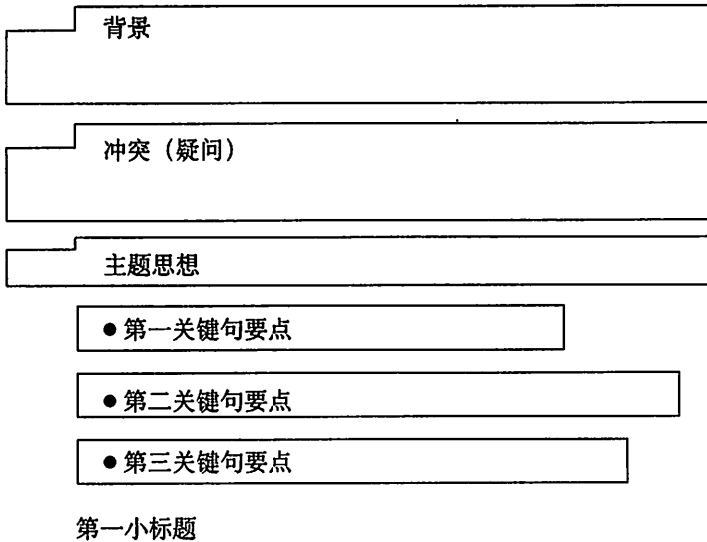 背景
冲突（疑问）
主题思想
●第一关键句要点
●第二关键句要点
●第三关键句要点
第一小标题